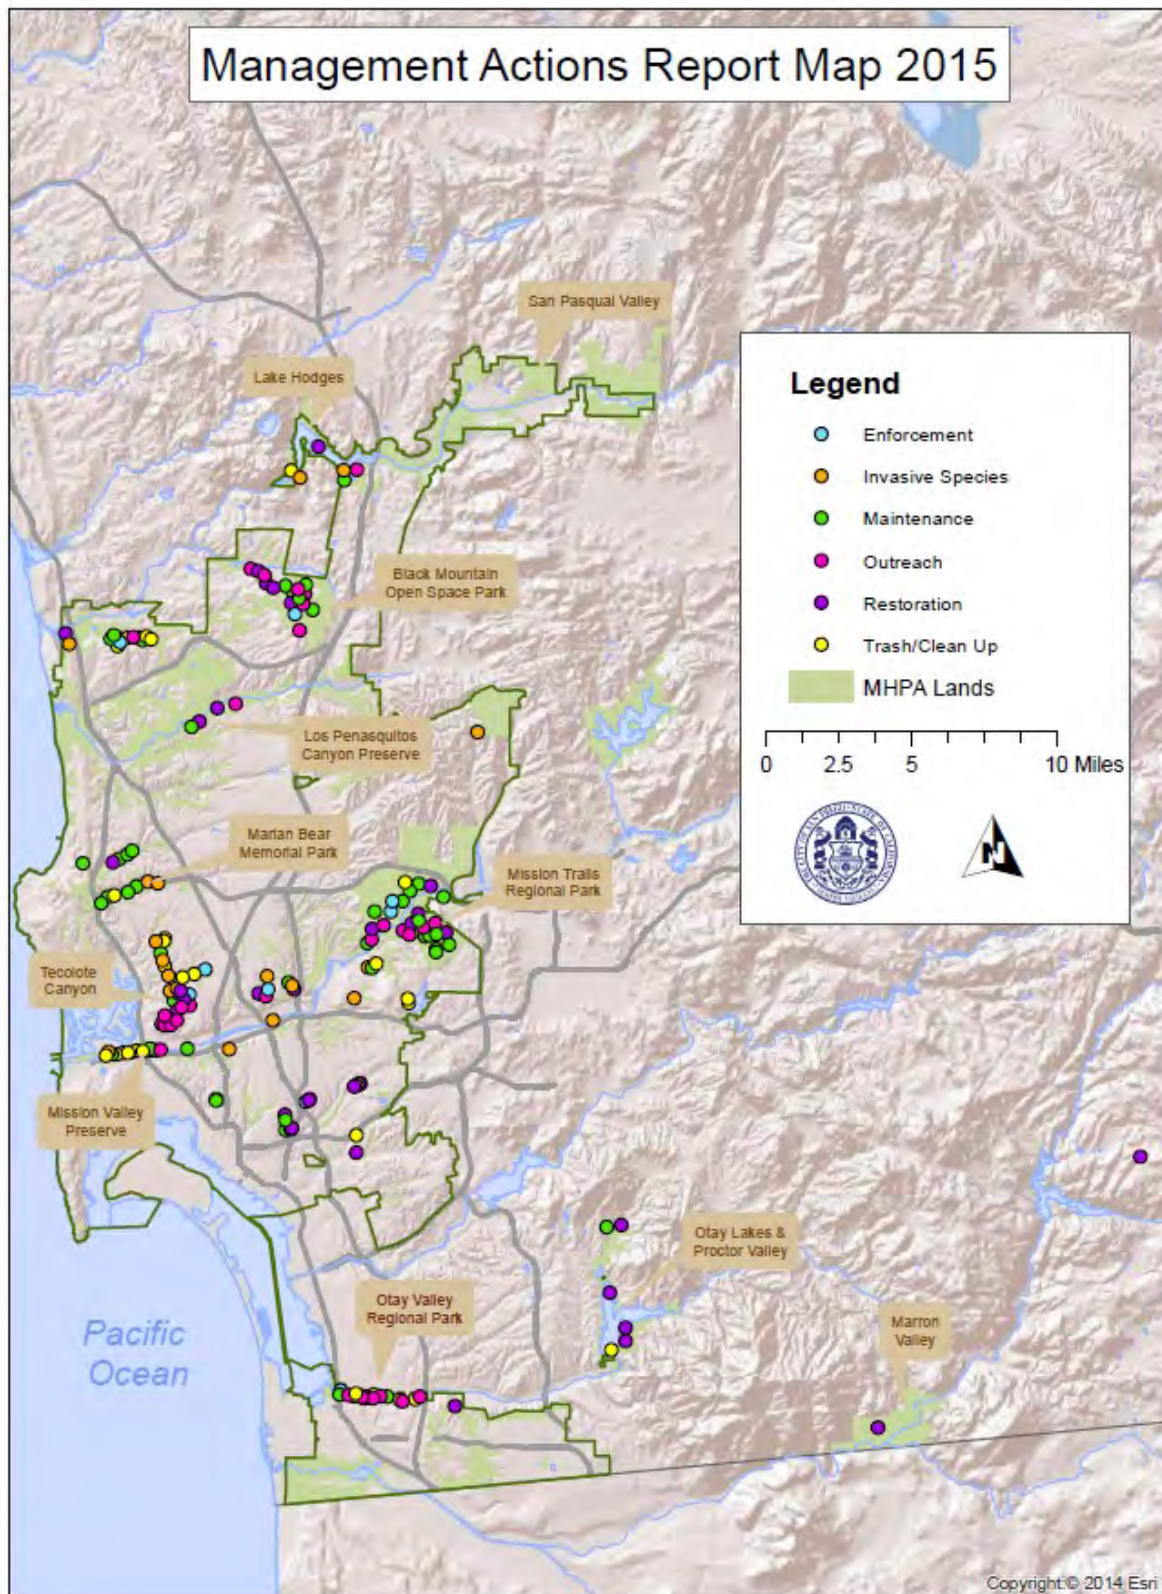 Management Actions Report Map 2015
San Pasqual Valley
Lake Hodges
Legend
Enforcement
Invasive Species
Maintenance
Outreach
Restoration
Trash/Clean Up
MHPA Lands
0 2.5 5 10 Miles
N
Black Mountain
Open Space Park
Los Penasquitos
Canyon Preserve
Marian Bear
Memorial Park
Mission Trails
Regional Park
Tecolote
Canyon
Mission Valley
Preserve
Otay Lakes &
Proctor Valley
Otay Valley
Regional Park
Marron
Valley
Pacific
Ocean
Copyright:© 2014 Esri